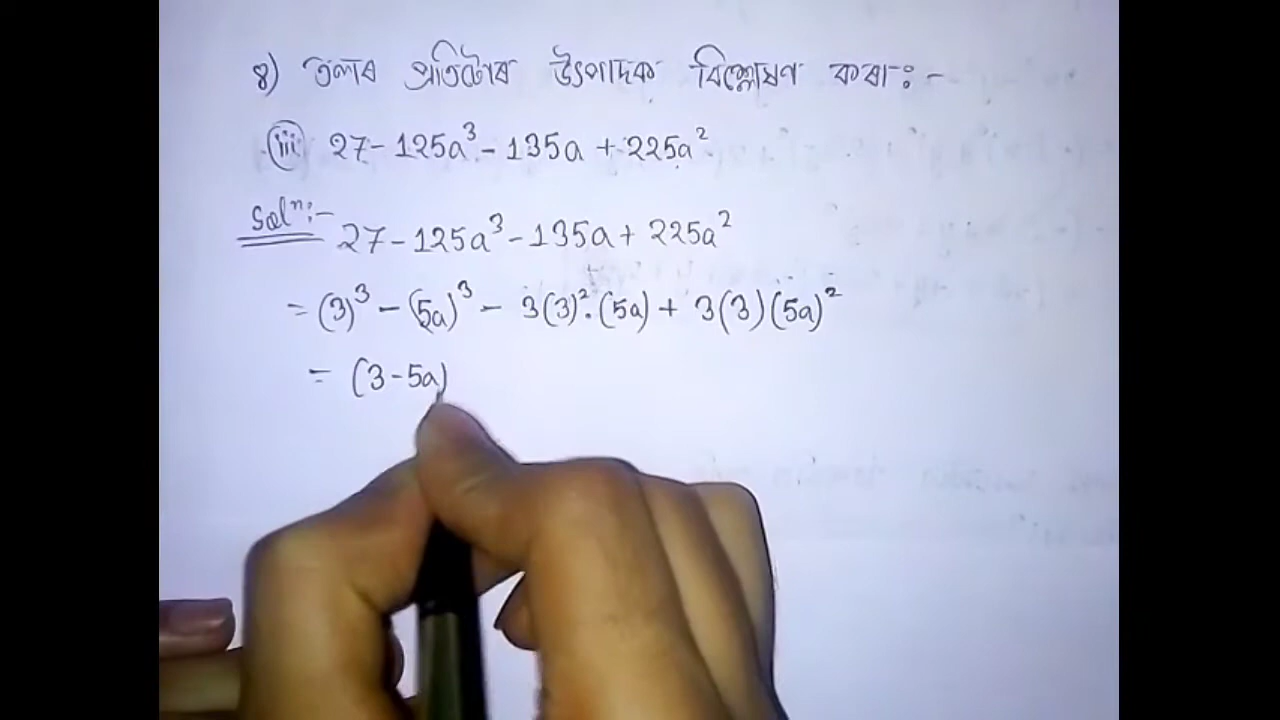 ৪) তলৰ প্ৰতিটোৰ উৎপাদক বিশ্লেষণ কৰা:-
(iii) 27 - 125a³ - 135a + 225a²
Solⁿ:- 27 - 125a³ - 135a + 225a²
= (3)³ - (5a)³ - 3(3)².(5a) + 3(3)(5a)²
= (3 - 5a)